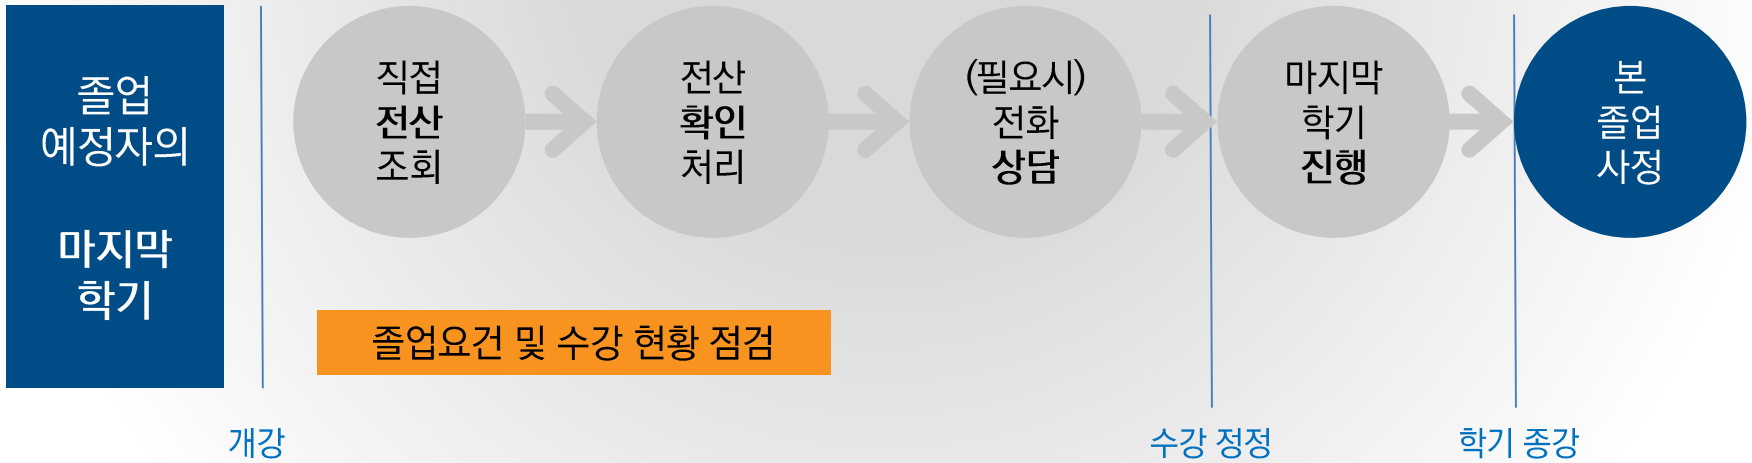 졸업
예정자의
마지막
학기
직접
전산
조회
전산
확인
처리
(필요시)
전화
상담
마지막
학기
진행
본
졸업
사정
졸업요건 및 수강 현황 점검
개강
수강 정정
학기 종강